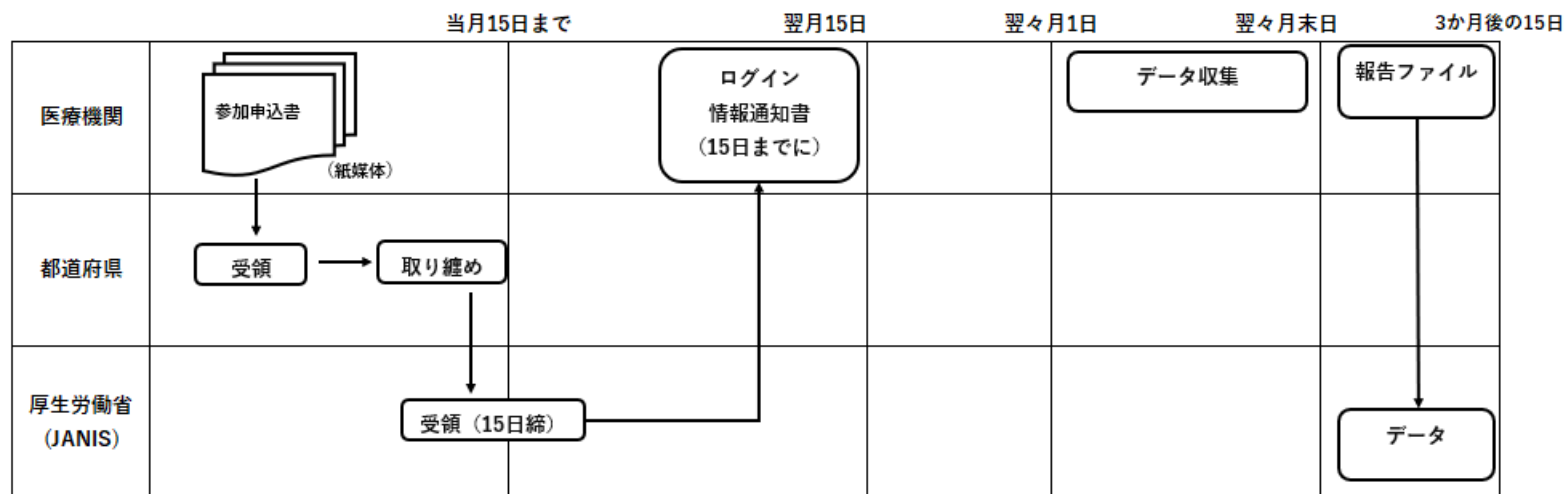 当月15日まで
翌月15日
翌々月1日
翌々月末日
3か月後の15日
医療機関
参加申込書
（紙媒体）
ログイン
情報通知書
（15日までに）
データ収集
報告ファイル
都道府県
受領
取り纏め
厚生労働省
(JANIS)
受領（15日締）
データ